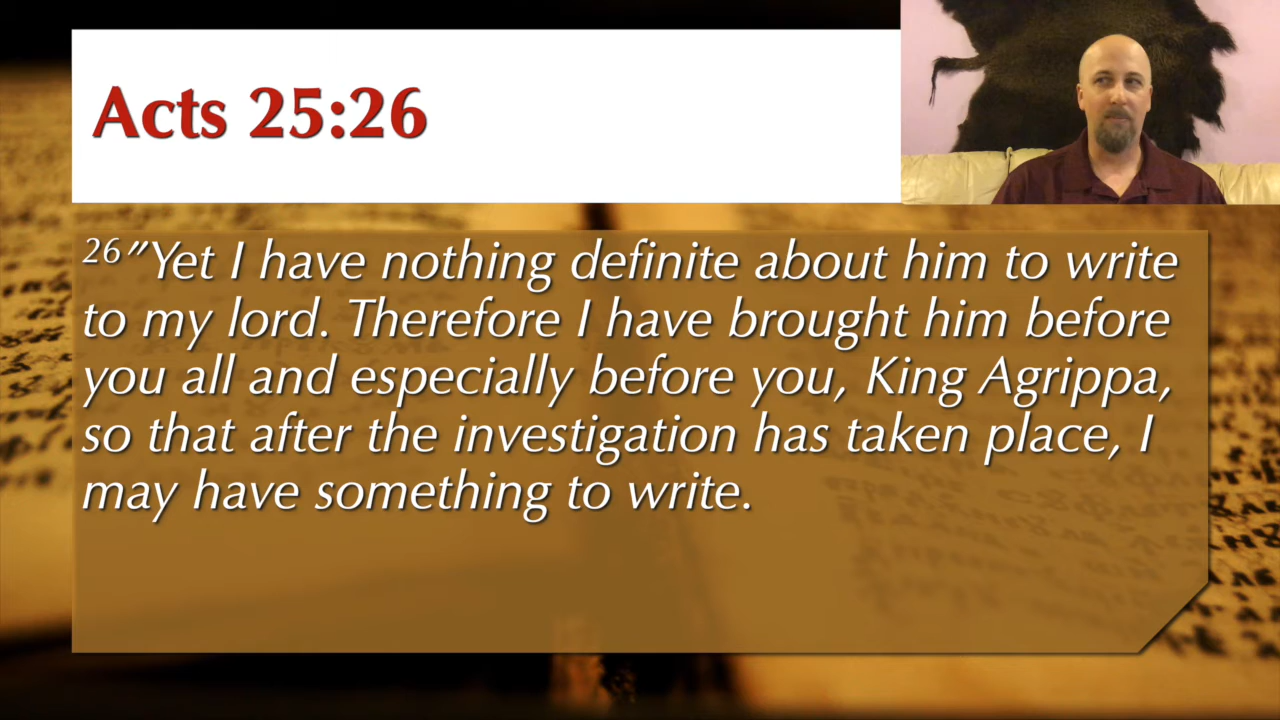 Acts 25:26
26"Yet I have nothing definite about him to write
to my lord. Therefore I have brought him before
you all and especially before you, King Agrippa,
so that after the investigation has taken place, I
may have something to write.